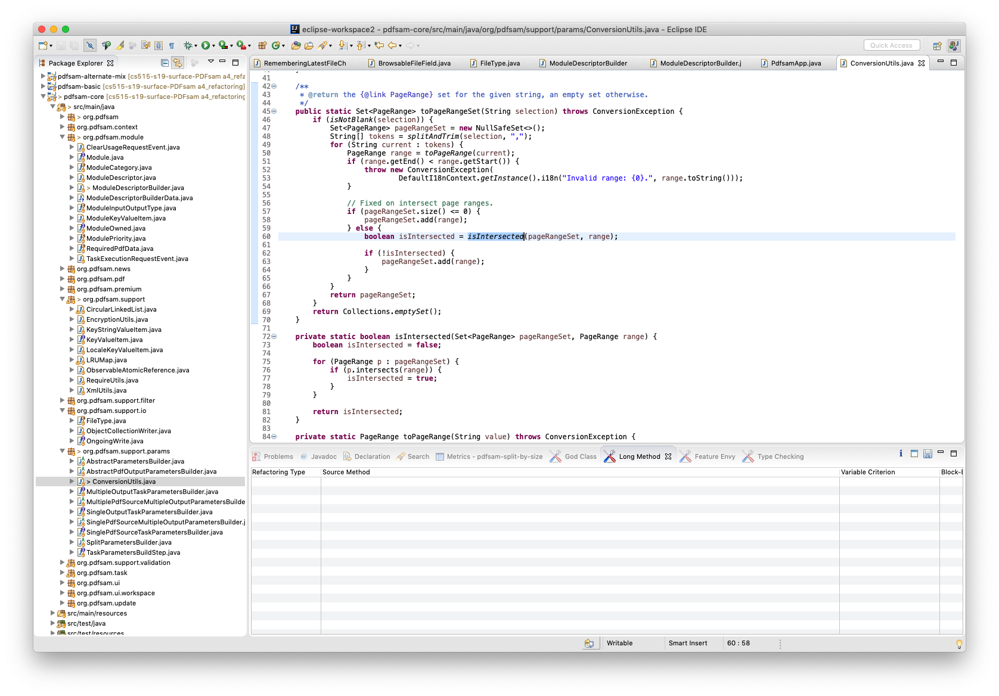 eclipse-workspace2 - pdfsam-core/src/main/java/org/pdfsam/support/params/ConversionUtils.java - Eclipse IDE
Quick Access
Package Explorer
RememberingLatestFileCh
BrowsableFileField.java
FileType.java
ModuleDescriptorBuilder
ModuleDescriptorBuilder.j
PdfsamApp.java
ConversionUtils.java
pdfsam-alternate-mix [cs515-s19-surface-PDFsam a4_refa
pdfsam-basic [cs515-s19-surface-PDFsam a4_refactoring]
> pdfsam-core [cs515-s19-surface-PDFsam a4_refactoring
> src/main/java
> org.pdfsam
org.pdfsam.context
> org.pdfsam.module
ClearUsageRequestEvent.java
Module.java
ModuleCategory.java
ModuleDescriptor.java
> ModuleDescriptorBuilder.java
ModuleDescriptorBuilderData.java
ModuleInputOutputType.java
ModuleKeyValueItem.java
ModuleOwned.java
ModulePriority.java
RequiredPdfData.java
TaskExecutionRequestEvent.java
org.pdfsam.news
org.pdfsam.pdf
org.pdfsam.premium
> org.pdfsam.support
CircularLinkedList.java
EncryptionUtils.java
KeyStringValueItem.java
KeyValueItem.java
LocaleKeyValueItem.java
LRUMap.java
ObservableAtomicReference.java
RequireUtils.java
XmlUtils.java
org.pdfsam.support.filter
org.pdfsam.support.io
FileType.java
ObjectCollectionWriter.java
OngoingWrite.java
> org.pdfsam.support.params
AbstractParametersBuilder.java
AbstractPdfOutputParametersBuilder.java
> ConversionUtils.java
MultipleOutputTaskParametersBuilder.java
MultiplePdfSourceMultipleOutputParametersBuilde
SingleOutputTaskParametersBuilder.java
SinglePdfSourceMultipleOutputParametersBuilder.j
SinglePdfSourceTaskParametersBuilder.java
SplitParametersBuilder.java
TaskParametersBuildStep.java
org.pdfsam.support.validation
org.pdfsam.task
org.pdfsam.ui
org.pdfsam.ui.workspace
org.pdfsam.update
src/main/resources
src/test/java
src/test/resources
41
42 /**
43 * @return the {@link PageRange} set for the given string, an empty set otherwise.
44 */
45 public static Set<PageRange> toPageRangeSet(String selection) throws ConversionException {
46 if (isNotBlank(selection)) {
47 Set<PageRange> pageRangeSet = new NullSafeSet<>();
48 String[] tokens = splitAndTrim(selection, ",");
49 for (String current : tokens) {
50 PageRange range = toPageRange(current);
51 if (range.getEnd() < range.getStart()) {
52 throw new ConversionException(
53 DefaultI18nContext.getInstance().i18n("Invalid range: {0}.", range.toString()));
54 }
55
56 // Fixed on intersect page ranges.
57 if (pageRangeSet.size() <= 0) {
58 pageRangeSet.add(range);
59 } else {
60 boolean isIntersected = isIntersected(pageRangeSet, range);
61
62 if (!isIntersected) {
63 pageRangeSet.add(range);
64 }
65 }
66 }
67 return pageRangeSet;
68 }
69 return Collections.emptySet();
70 }
71
72 private static boolean isIntersected(Set<PageRange> pageRangeSet, PageRange range) {
73 boolean isIntersected = false;
74
75 for (PageRange p : pageRangeSet) {
76 if (p.intersects(range)) {
77 isIntersected = true;
78 }
79 }
80
81 return isIntersected;
82 }
83
84 private static PageRange toPageRange(String value) throws ConversionException {
Problems
@ Javadoc
Declaration
Search
Metrics - pdfsam-split-by-size
God Class
Long Method
Feature Envy
Type Checking
Refactoring Type
Source Method
Variable Criterion
Block-B
Writable
Smart Insert
60 : 58